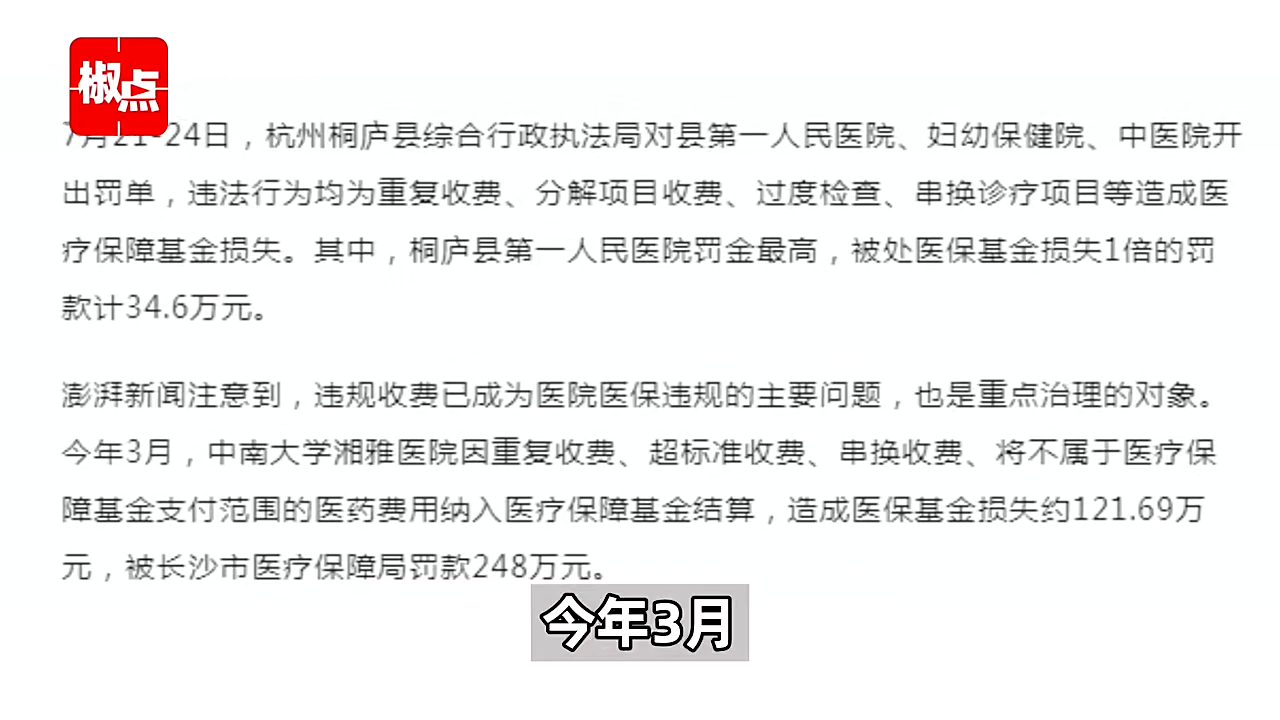 椒点
7月21-24日，杭州桐庐县综合行政执法局对县第一人民医院、妇幼保健院、中医院开
出罚单，违法行为均为重复收费、分解项目收费、过度检查、串换诊疗项目等造成医
疗保障基金损失。其中，桐庐县第一人民医院罚金最高，被处医保基金损失1倍的罚
款计34.6万元。
澎湃新闻注意到，违规收费已成为医院医保违规的主要问题，也是重点治理的对象。
今年3月，中南大学湘雅医院因重复收费、超标准收费、串换收费、将不属于医疗保
障基金支付范围的医药费用纳入医疗保障基金结算，造成医保基金损失约121.69万
元，被长沙市医疗保障局罚款248万元。
今年3月